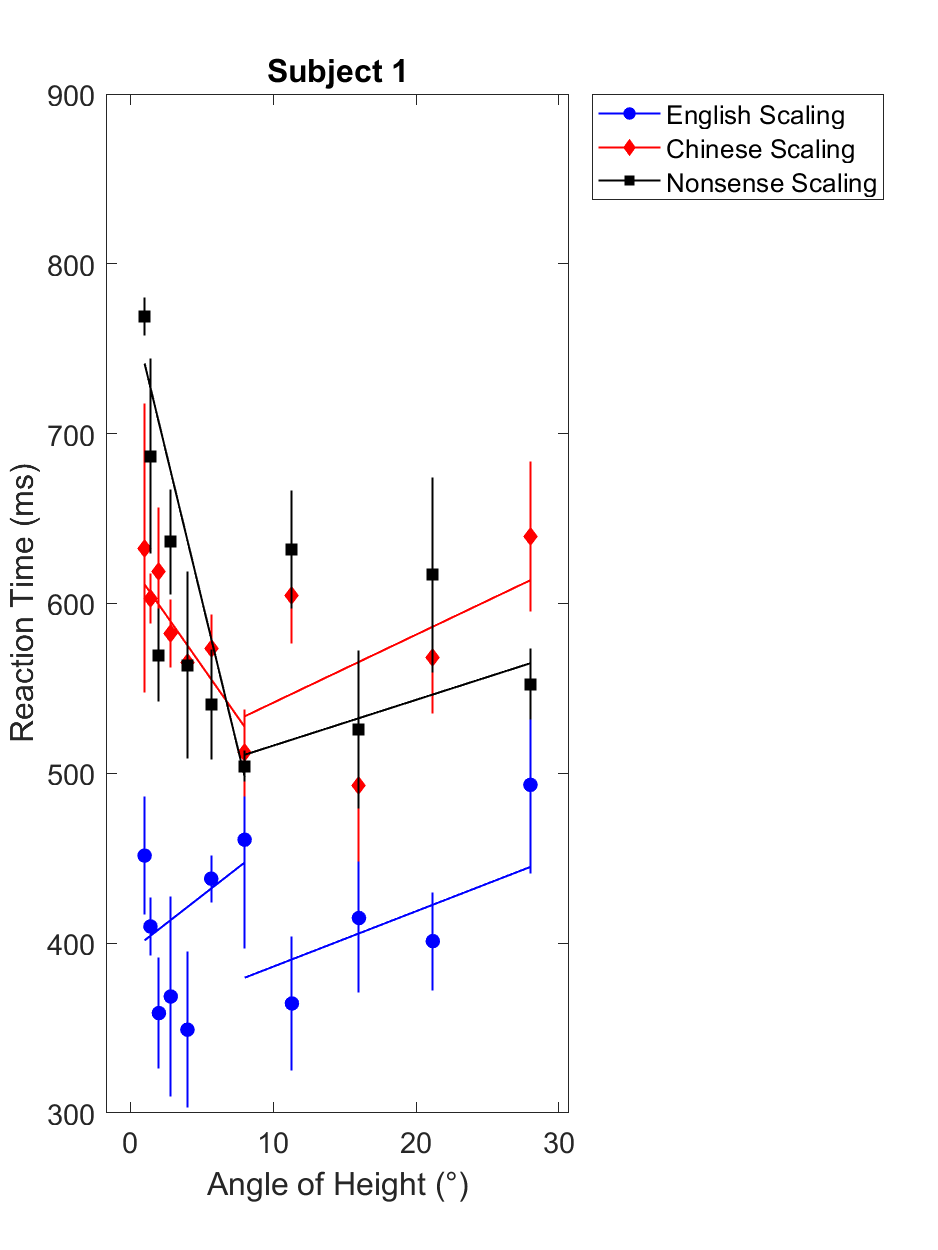 Subject 1
900
800
700
600
500
400
300
Reaction Time (ms)
0 10 20 30
Angle of Height (°)
English Scaling
Chinese Scaling
Nonsense Scaling